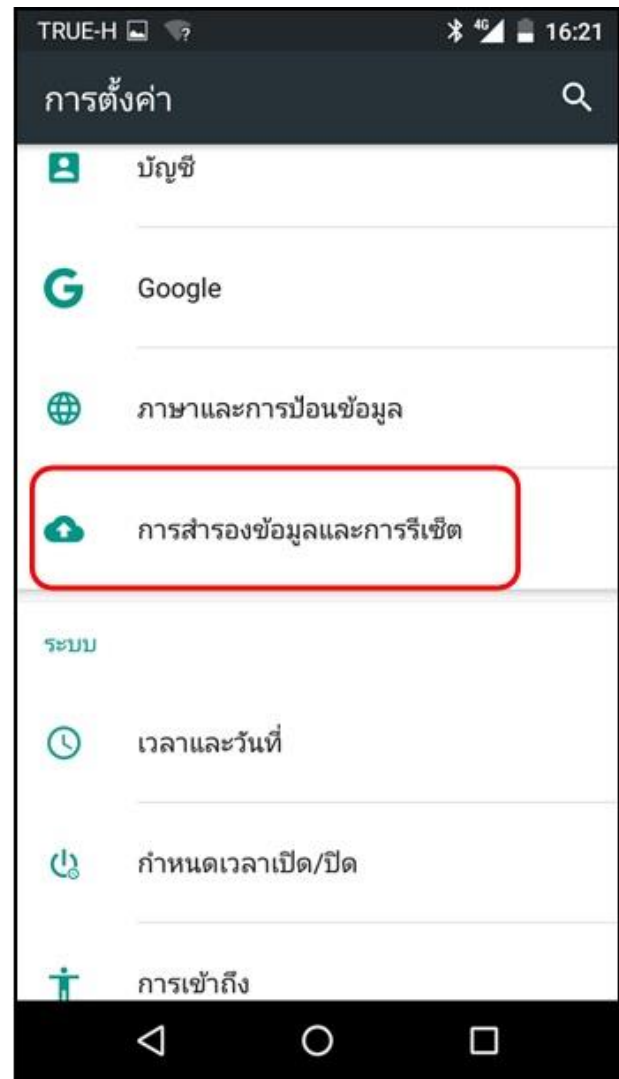 TRUE-H
4G
16:21
การตั้งค่า
บัญชี
Google
ภาษาและการป้อนข้อมูล
การสำรองข้อมูลและการรีเซ็ต
ระบบ
เวลาและวันที่
กำหนดเวลาเปิด/ปิด
การเข้าถึง